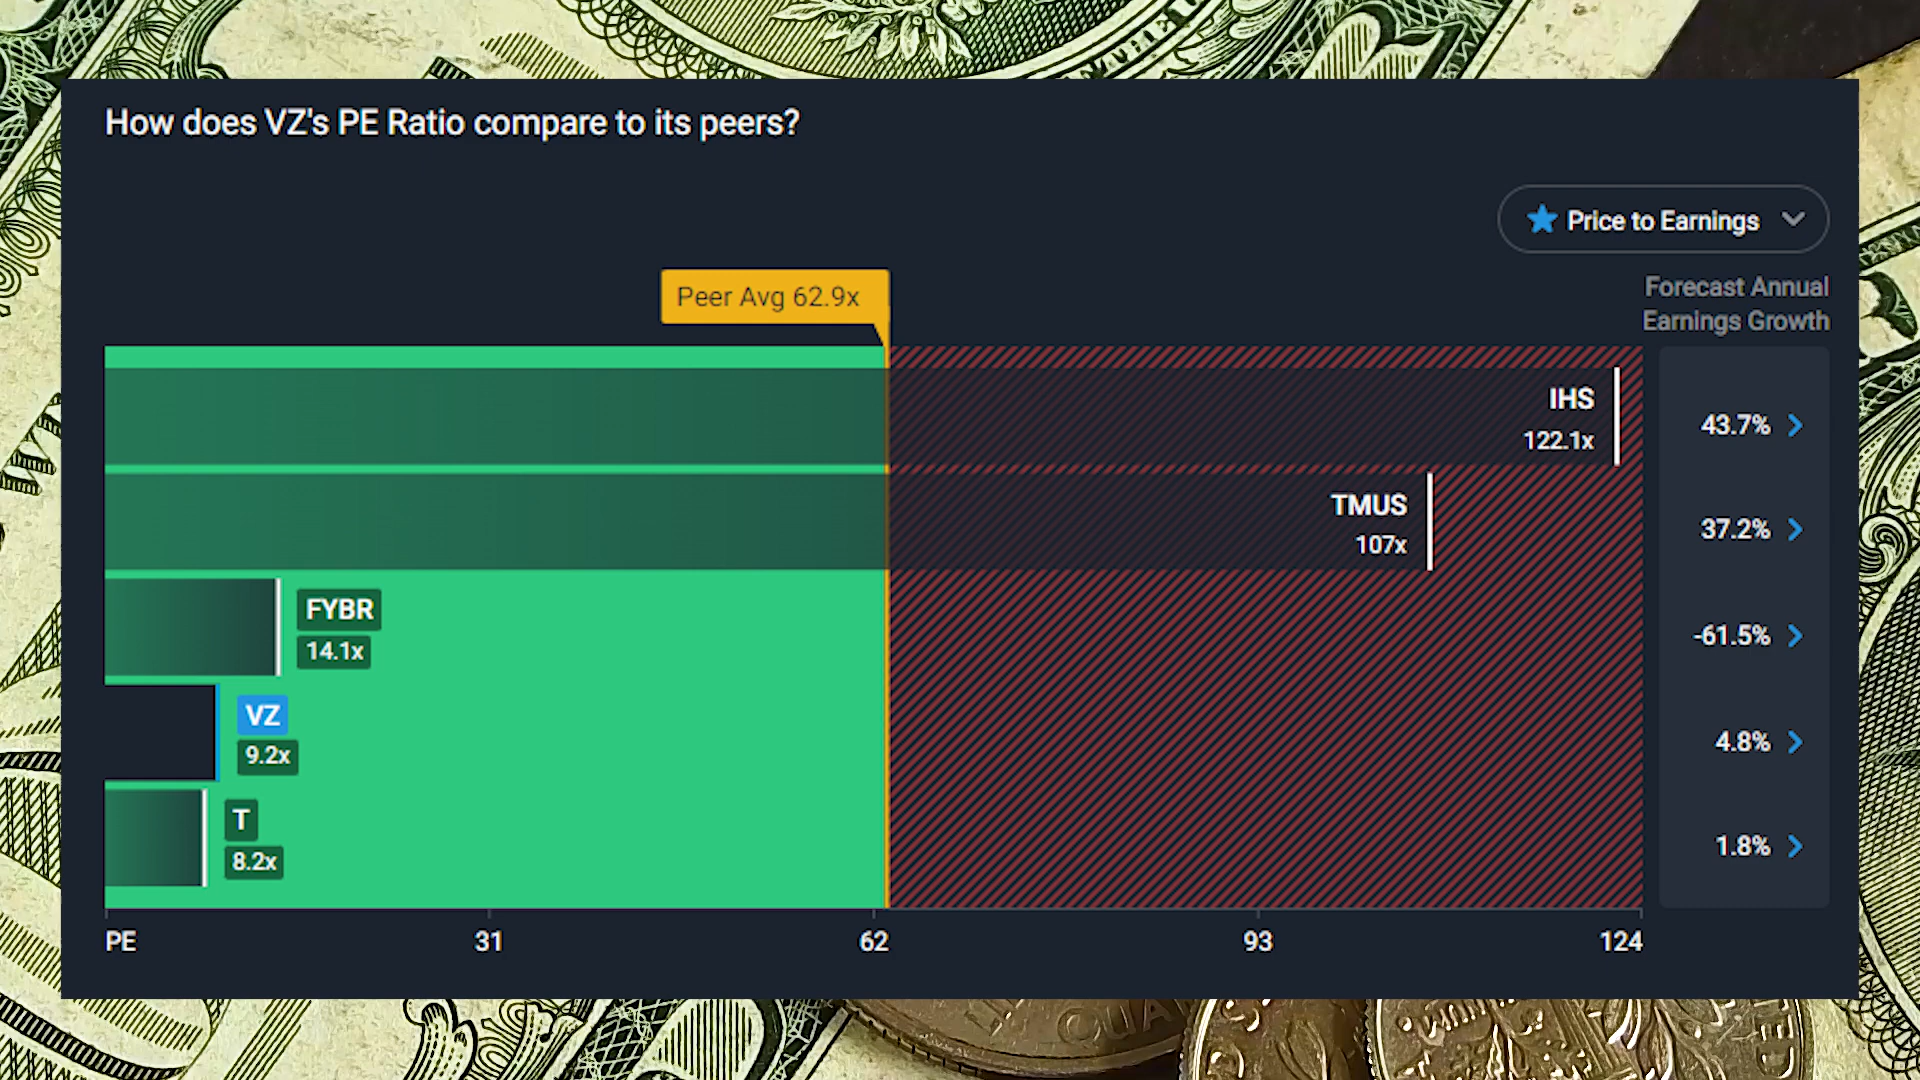 How does VZ's PE Ratio compare to its peers?
Price to Earnings
Forecast Annual
Earnings Growth
Peer Avg 62.9x
IHS
122.1x
43.7%
TMUS
107x
37.2%
FYBR
14.1x
-61.5%
VZ
9.2x
4.8%
T
8.2x
1.8%
PE 31 62 93 124